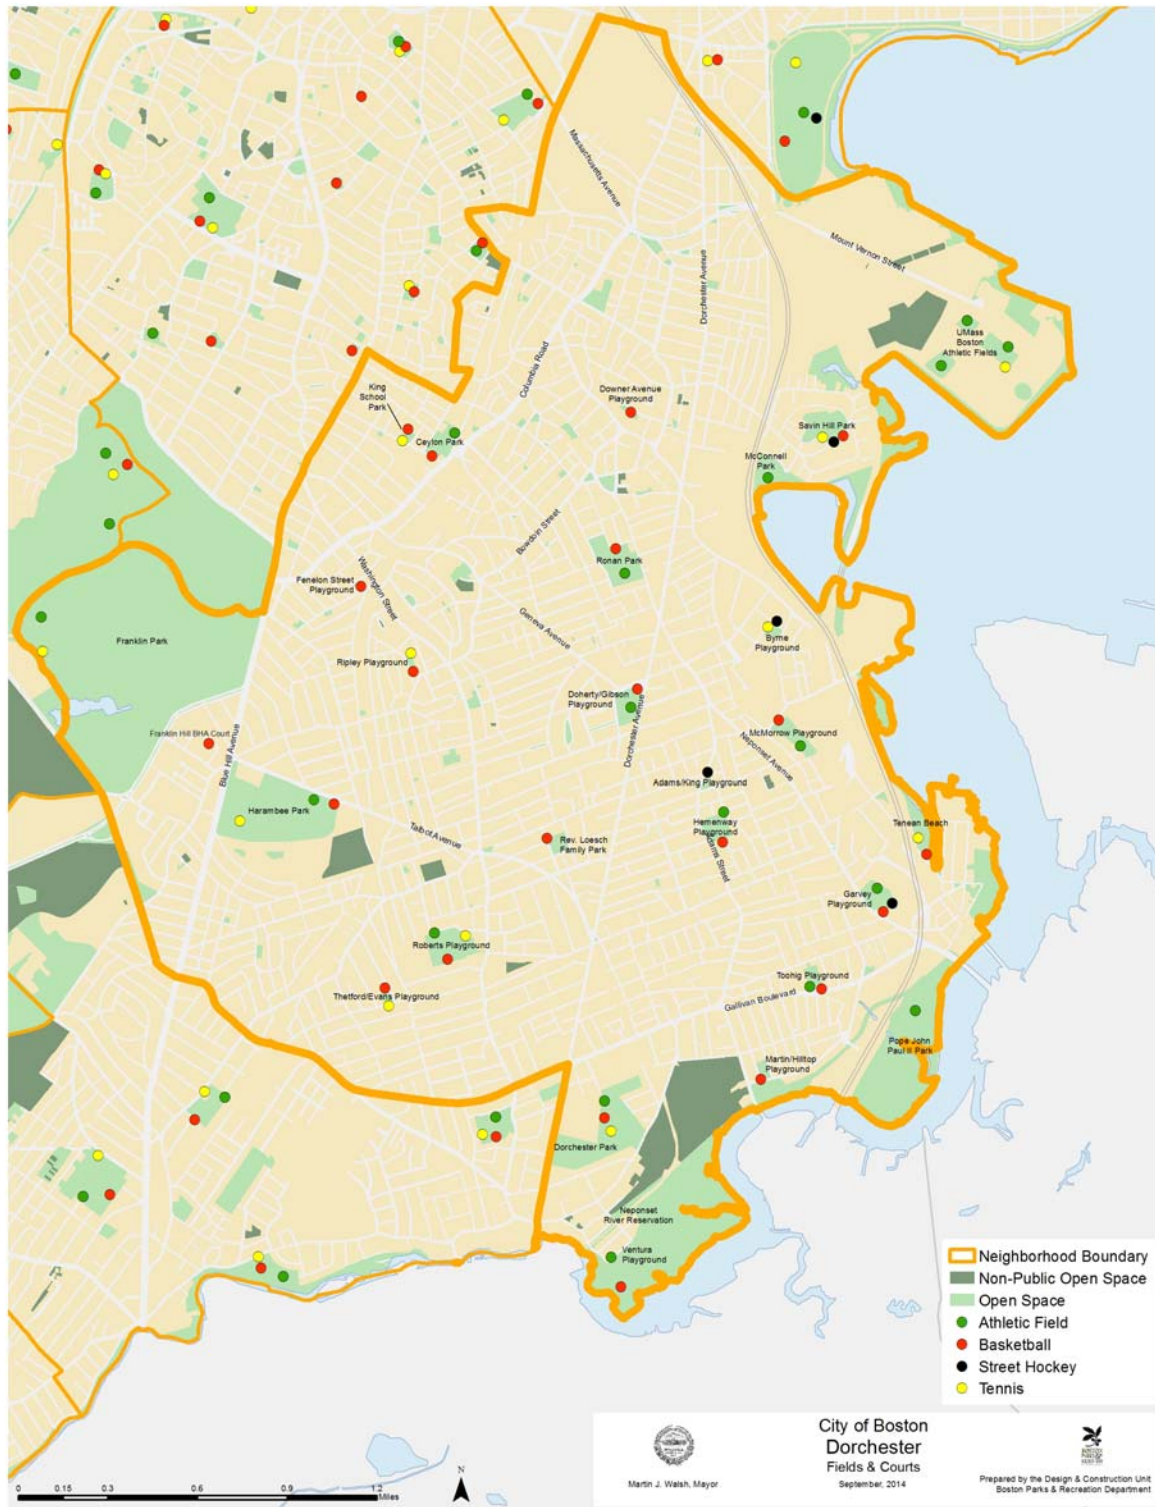 Massachusetts Avenue
Mount Vernon Street
Dorchester Avenue
UMass
Boston
Athletic Fields
Columbia Road
King
School
Park
Downer Avenue
Playground
Ceylon Park
Savin Hill Park
McConnell
Park
Bowdoin Street
Ronan Park
Washington Street
Fenelon Street
Playground
Geneva Avenue
Franklin Park
Byrne
Playground
Ripley Playground
Doherty/Gibson
Playground
Dorchester Avenue
Franklin Hill BHA Court
Blue Hill Avenue
McMorrow Playground
Neponset Avenue
Adams/King Playground
Harambee Park
Hemenway
Playground
Tenean Beach
Talbot Avenue
Rev. Loesch
Family Park
Adams Street
Garvey
Playground
Roberts Playground
Toohig Playground
Thetford/Evans Playground
Gallivan Boulevard
Pope John
Paul II Park
Martin/Hilltop
Playground
Dorchester Park
Neponset
River Reservation
Ventura
Playground
Neighborhood Boundary
Non-Public Open Space
Open Space
Athletic Field
Basketball
Street Hockey
Tennis
0 0.15 0.3 0.6 0.9 1.2
Miles
N
City of Boston
Dorchester
Fields & Courts
September, 2014
Martin J. Walsh, Mayor
Prepared by the Design & Construction Unit
Boston Parks & Recreation Department